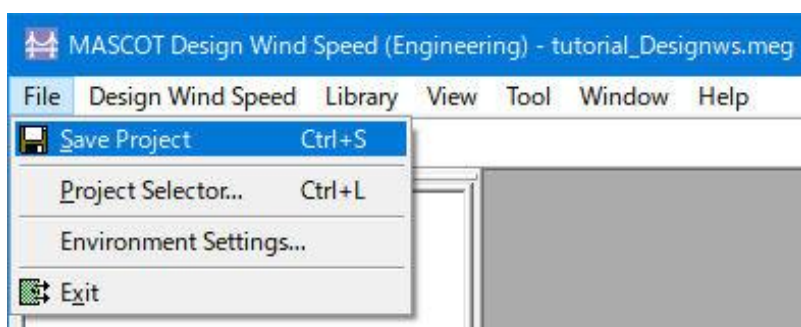 MASCOT Design Wind Speed (Engineering) - tutorial_Designws.meg
File Design Wind Speed Library View Tool Window Help
Save Project Ctrl+S
Project Selector... Ctrl+L
Environment Settings...
Exit